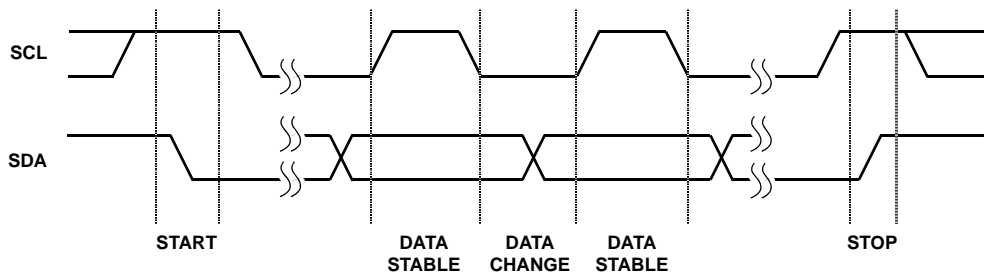 SCL
SDA
START
DATA
STABLE
DATA
CHANGE
DATA
STABLE
STOP